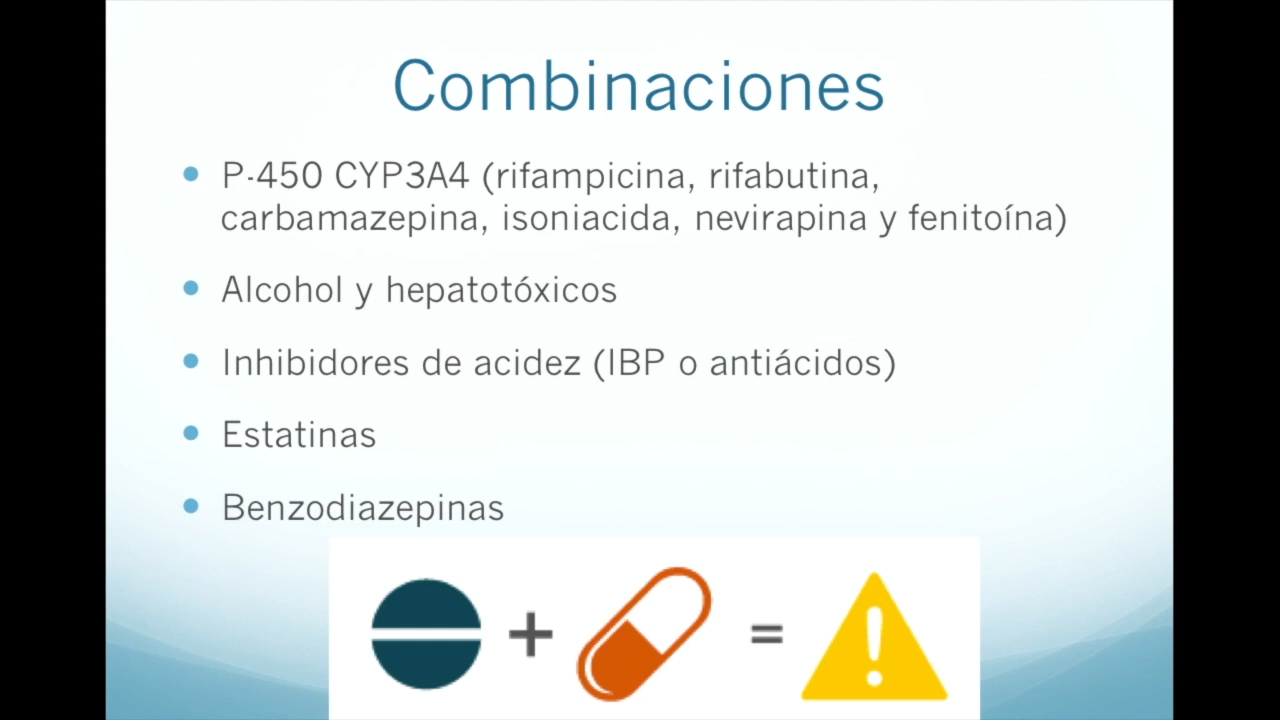 Combinaciones
P-450 CYP3A4 (rifampicina, rifabutina,
carbamazepina, isoniacida, nevirapina y fenitoína)
Alcohol y hepatotóxicos
Inhibidores de acidez (IBP o antiácidos)
Estatinas
Benzodiazepinas
+ = !